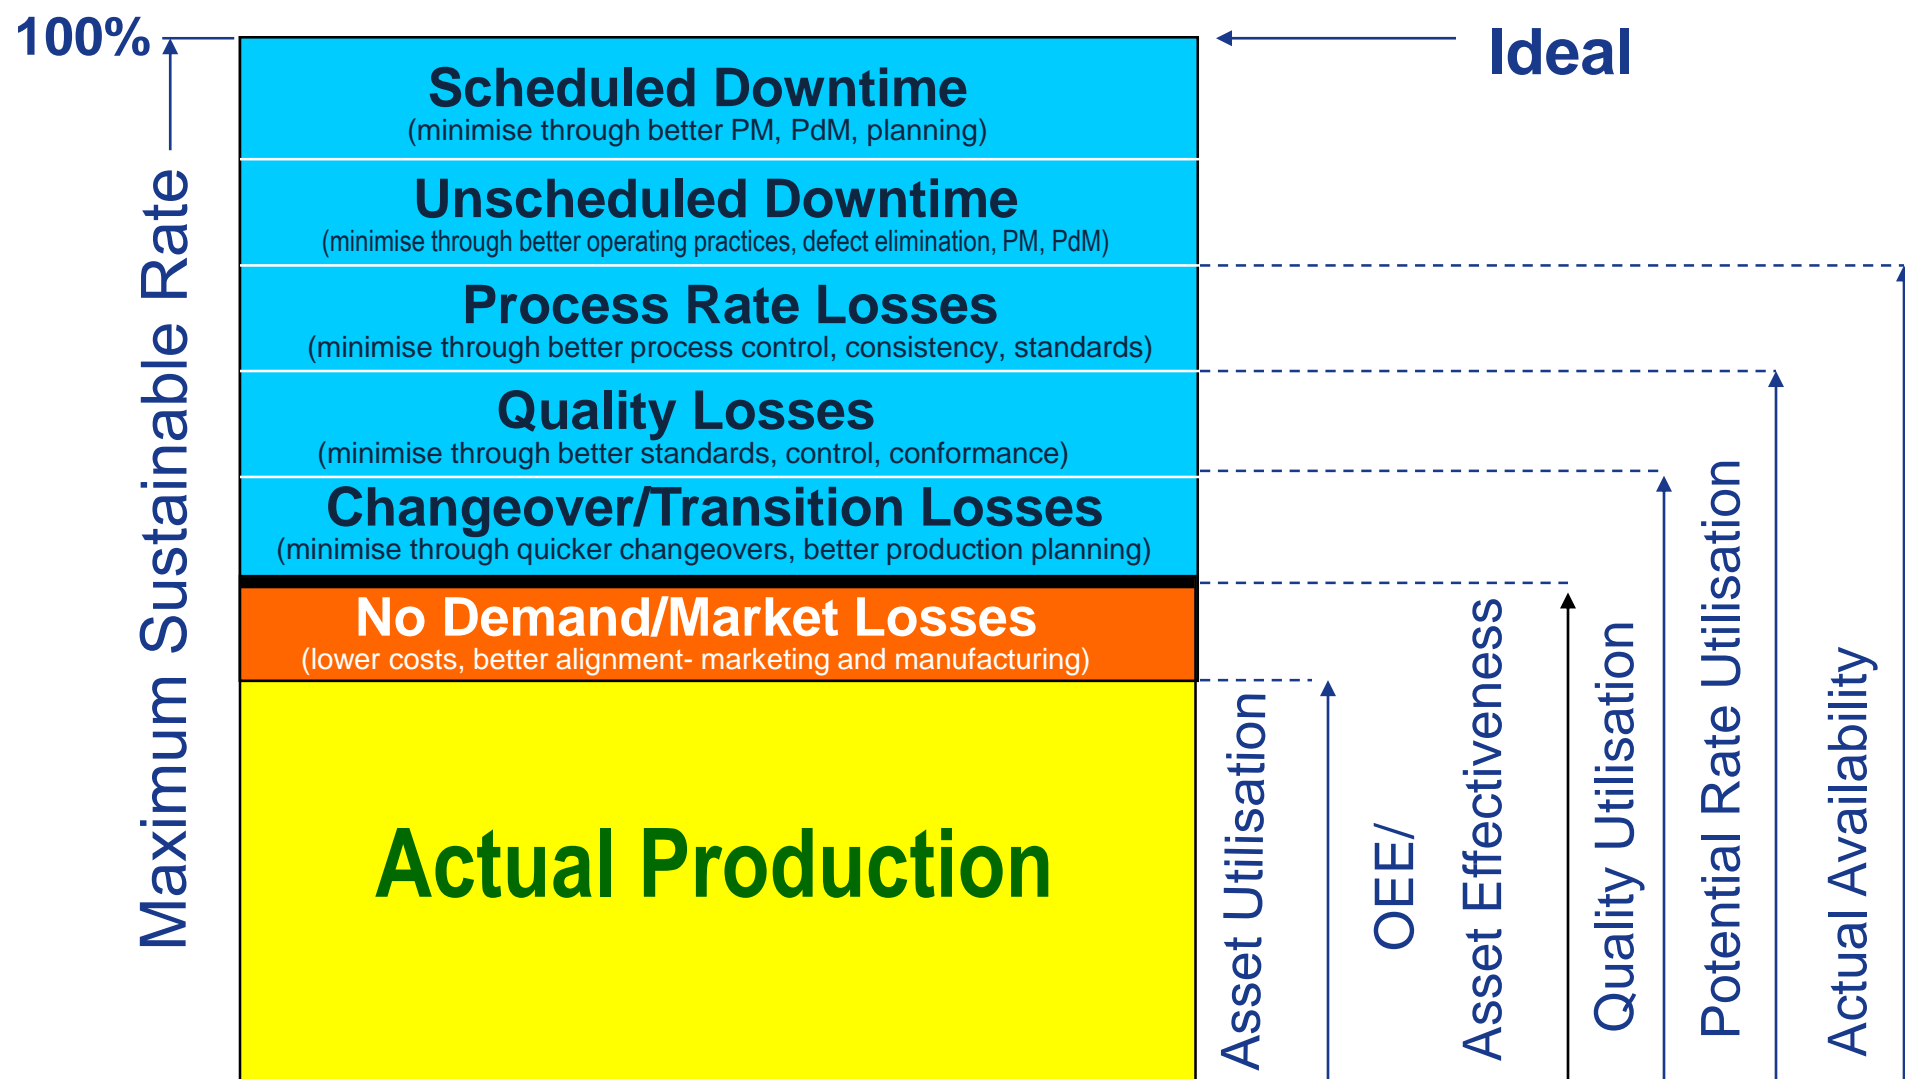 100%
Ideal
Maximum Sustainable Rate
Scheduled Downtime
(minimise through better PM, PdM, planning)
Unscheduled Downtime
(minimise through better operating practices, defect elimination, PM, PdM)
Process Rate Losses
(minimise through better process control, consistency, standards)
Quality Losses
(minimise through better standards, control, conformance)
Changeover/Transition Losses
(minimise through quicker changeovers, better production planning)
No Demand/Market Losses
(lower costs, better alignment- marketing and manufacturing)
Actual Production
Asset Utilisation
OEE/
Asset Effectiveness
Quality Utilisation
Potential Rate Utilisation
Actual Availability